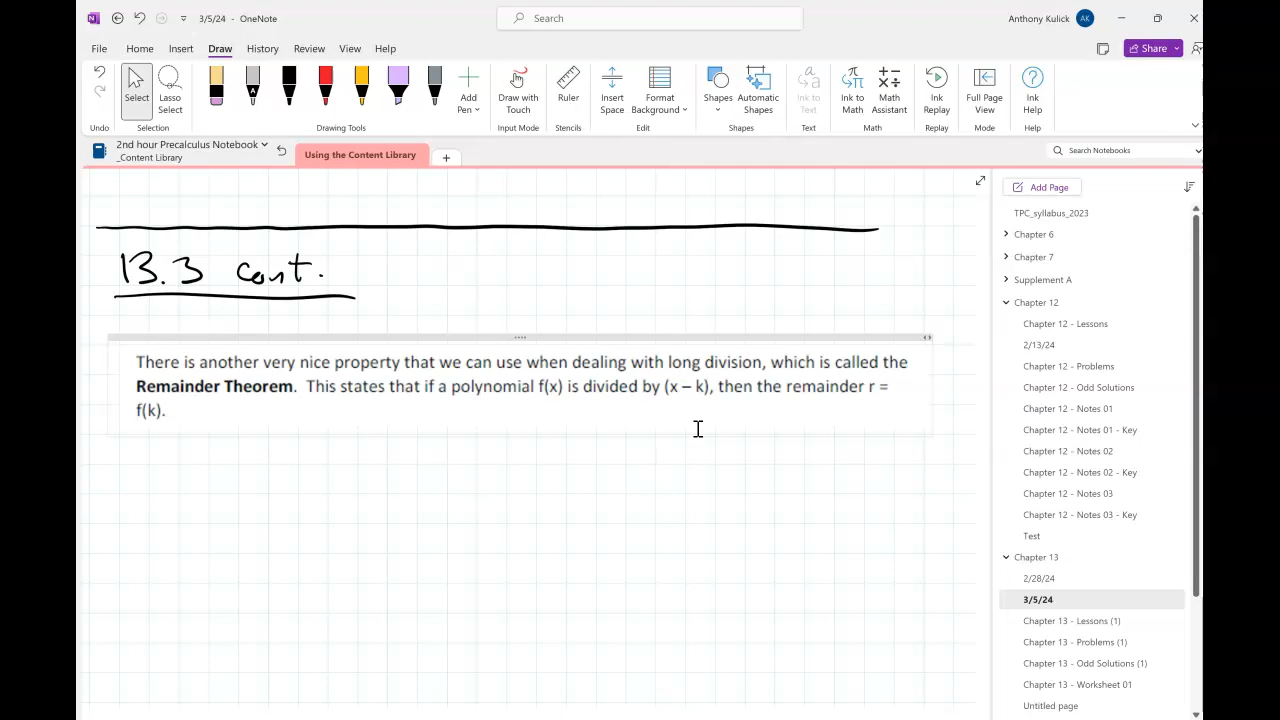 3/5/24 - OneNote
Search
Anthony Kulick
AK
File Home Insert Draw History Review View Help
Share
Undo
Select
Lasso Select
A
Add Pen
Draw with Touch
Ruler
Insert Space
Format Background
Shapes
Automatic Shapes
Ink to Text
Ink to Math
Math Assistant
Ink Replay
Full Page View
Ink Help
Undo Selection Drawing Tools Input Mode Stencils Edit Shapes Text Math Replay Mode Help
2nd hour Precalculus Notebook
_Content Library
Using the Content Library
+
Search Notebooks
Add Page
TPC_syllabus_2023
Chapter 6
Chapter 7
Supplement A
Chapter 12
Chapter 12 - Lessons
2/13/24
Chapter 12 - Problems
Chapter 12 - Odd Solutions
Chapter 12 - Notes 01
Chapter 12 - Notes 01 - Key
Chapter 12 - Notes 02
Chapter 12 - Notes 02 - Key
Chapter 12 - Notes 03
Chapter 12 - Notes 03 - Key
Test
Chapter 13
2/28/24
3/5/24
Chapter 13 - Lessons (1)
Chapter 13 - Problems (1)
Chapter 13 - Odd Solutions (1)
Chapter 13 - Worksheet 01
Untitled page
13.3 cont.
There is another very nice property that we can use when dealing with long division, which is called the
Remainder Theorem. This states that if a polynomial f(x) is divided by (x – k), then the remainder r =
f(k).